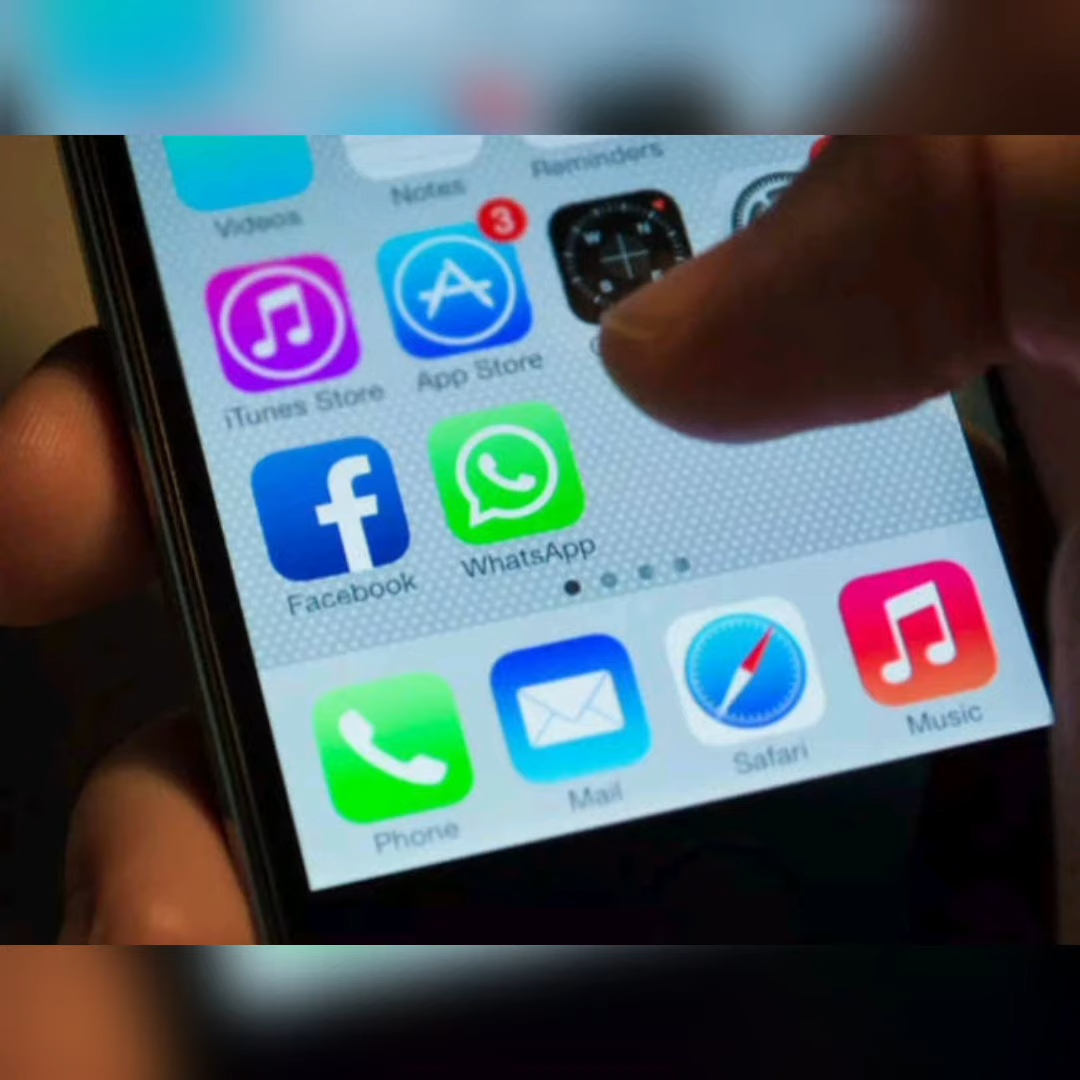 Videos
Notes
Reminders
3
iTunes Store
App Store
W N
Facebook
WhatsApp
Phone
Mail
Safari
Music